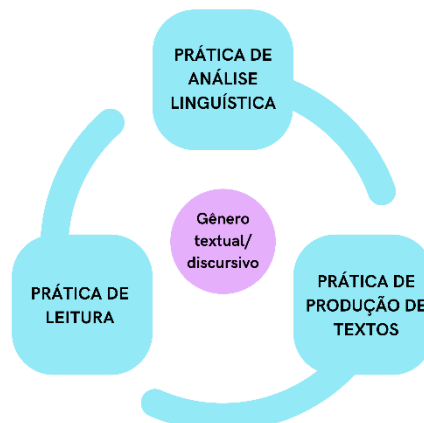 PRÁTICA DE
ANÁLISE
LINGUÍSTICA
Gênero
textual/
discursivo
PRÁTICA DE
LEITURA
PRÁTICA DE
PRODUÇÃO DE
TEXTOS